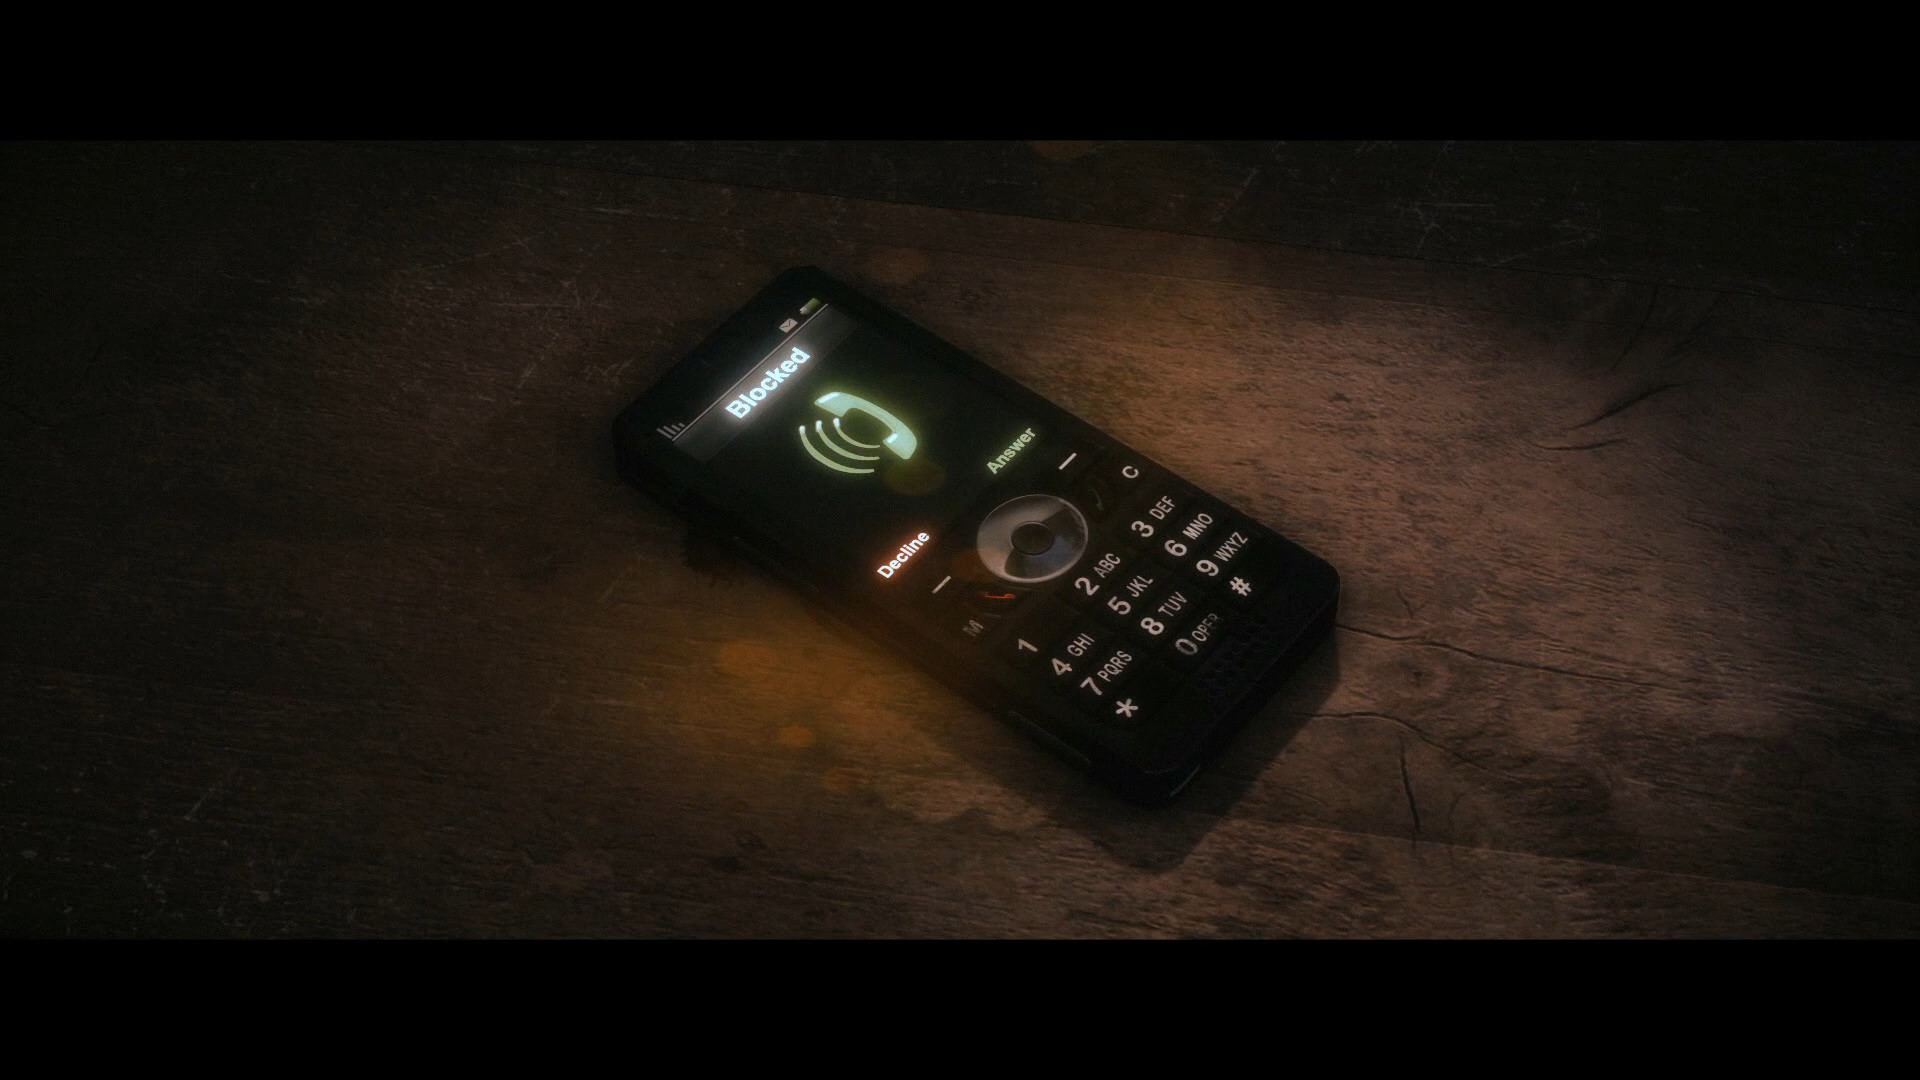 Blocked
Answer
Decline
C
M
1
2 ABC
3 DEF
4 GHI
5 JKL
6 MNO
7 PQRS
8 TUV
9 WXYZ
*
0 OPER
#